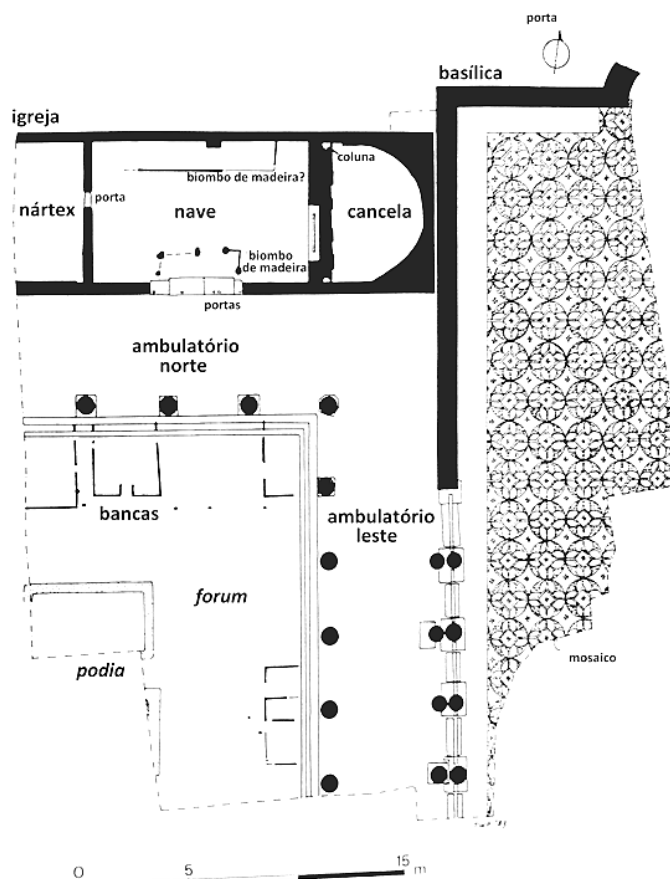 porta
basílica
igreja
coluna
biombo de madeira?
nártex
porta
nave
cancela
biombo
de madeira
portas
ambulatório
norte
bancas
ambulatório
leste
forum
podia
mosaico
O 5 15 m